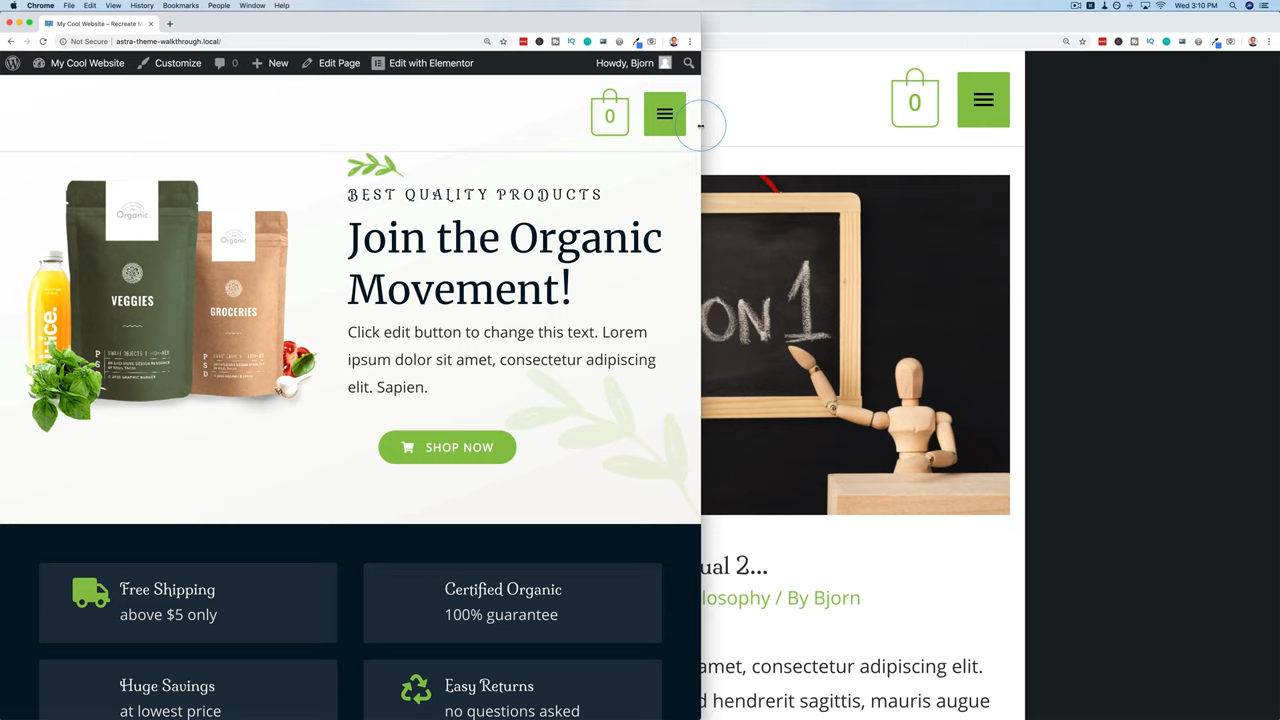 Chrome File Edit View History Bookmarks People Window Help
Wed 3:10 PM
My Cool Website – Recreate M
Not Secure | astra-theme-walkthrough.local/
My Cool Website Customize 0 New Edit Page Edit with Elementor Howdy, Bjorn
0
0
BEST QUALITY PRODUCTS
Join the Organic
Movement!
Click edit button to change this text. Lorem
ipsum dolor sit amet, consectetur adipiscing
elit. Sapien.
SHOP NOW
Organic
VEGGIES
Organic
GROCERIES
juice.
ON 1
Free Shipping
above $5 only
Certified Organic
100% guarantee
Huge Savings
at lowest price
Easy Returns
no questions asked
ual 2...
losophy / By Bjorn
amet, consectetur adipiscing elit.
d hendrerit sagittis, mauris augue